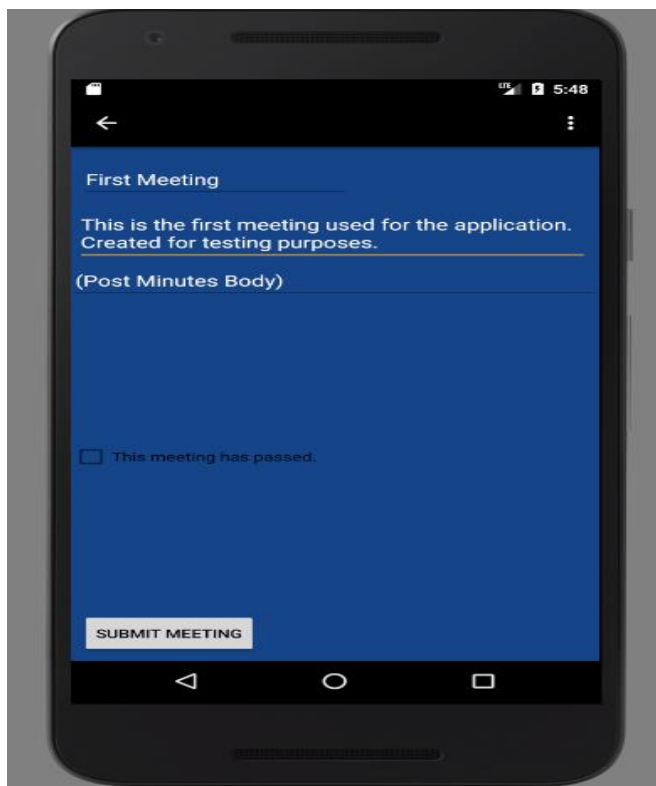 LTE 5:48
First Meeting
This is the first meeting used for the application.
Created for testing purposes.
(Post Minutes Body)
This meeting has passed.
SUBMIT MEETING